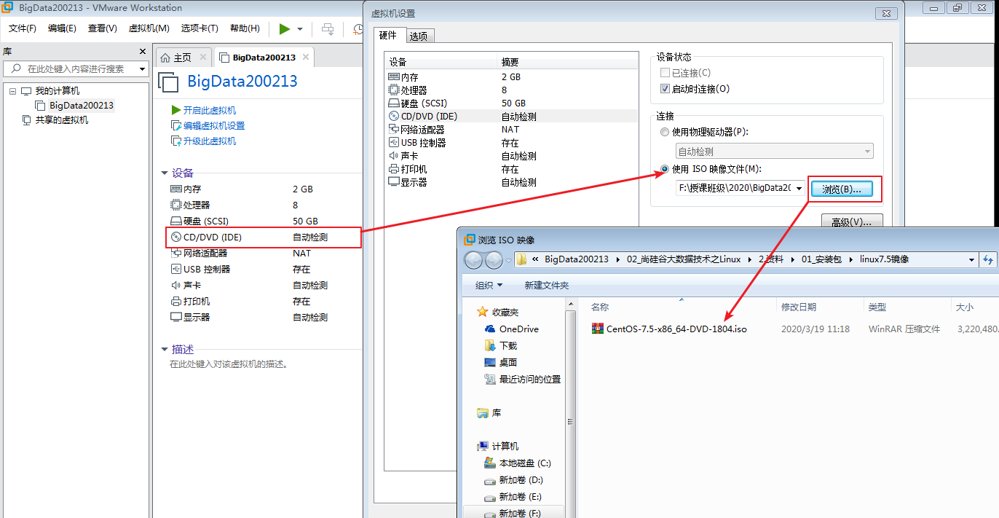 BigData200213 - VMware Workstation
文件(F) 编辑(E) 查看(V) 虚拟机(M) 选项卡(T) 帮助(H)
库
在此处键入内容进行搜索
我的计算机
BigData200213
共享的虚拟机
主页
BigData200213
BigData200213
开启此虚拟机
编辑虚拟机设置
升级此虚拟机
设备
内存 2 GB
处理器 8
硬盘 (SCSI) 50 GB
CD/DVD (IDE) 自动检测
网络适配器 NAT
USB 控制器 存在
声卡 自动检测
打印机 存在
显示器 自动检测
描述
在此处键入对该虚拟机的描述。
虚拟机设置
硬件 选项
设备 摘要
内存 2 GB
处理器 8
硬盘 (SCSI) 50 GB
CD/DVD (IDE) 自动检测
网络适配器 NAT
USB 控制器 存在
声卡 自动检测
打印机 存在
显示器 自动检测
设备状态
已连接(C)
启动时连接(O)
连接
使用物理驱动器(P):
自动检测
使用 ISO 映像文件(M):
F:\授课班级\2020\BigData20 浏览(B)...
高级(V)...
浏览 ISO 映像
« BigData200213 02_尚硅谷大数据技术之Linux 2.资料 01_安装包 linux7.5镜像
组织 新建文件夹
收藏夹
OneDrive
下载
桌面
最近访问的位置
库
计算机
本地磁盘 (C:)
新加卷 (D:)
新加卷 (E:)
新加卷 (F:)
名称 修改日期 类型 大小
CentOS-7.5-x86_64-DVD-1804.iso 2020/3/19 11:18 WinRAR 压缩文件 3,220,480